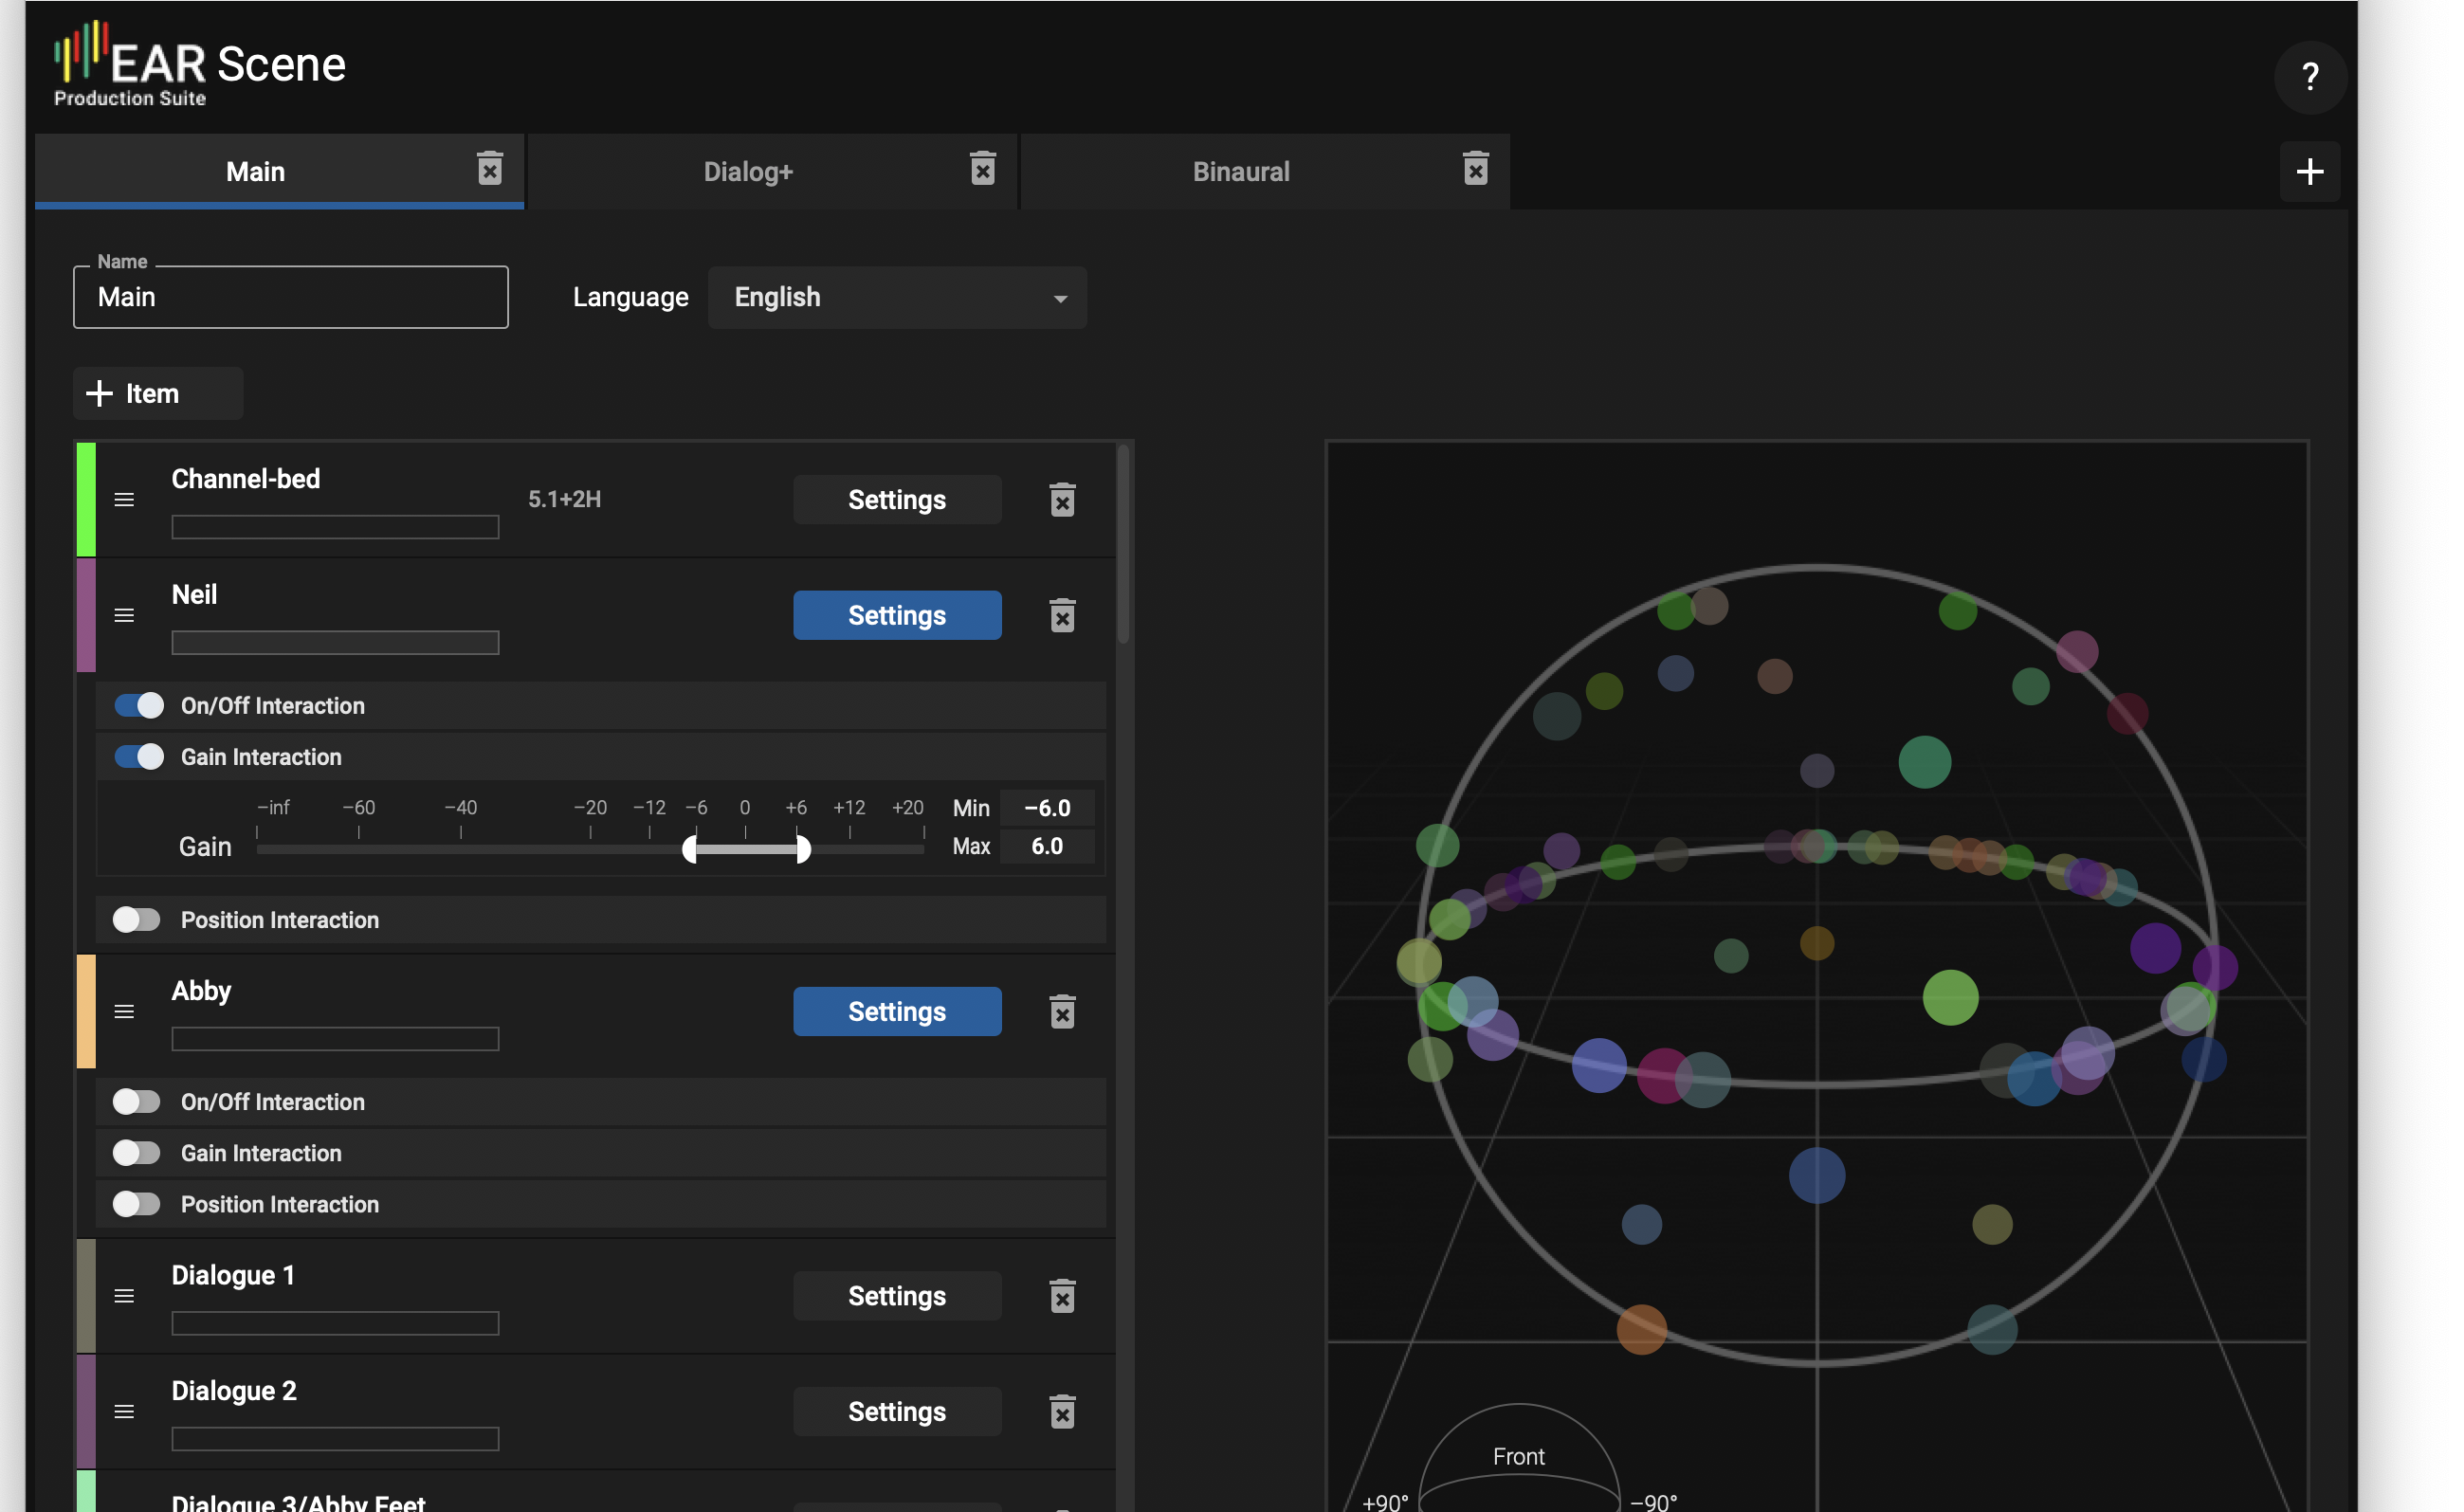 EAR Scene
Production Suite
?
Main
Dialog+
Binaural
+
Name
Main
Language
English
+ Item
Channel-bed
5.1+2H
Settings
Neil
Settings
On/Off Interaction
Gain Interaction
−inf −60 −40 −20 −12 −6 0 +6 +12 +20
Min −6.0
Gain
Max 6.0
Position Interaction
Abby
Settings
On/Off Interaction
Gain Interaction
Position Interaction
Dialogue 1
Settings
Dialogue 2
Settings
Dialogue 3/Abby Feet
Front
+90° −90°